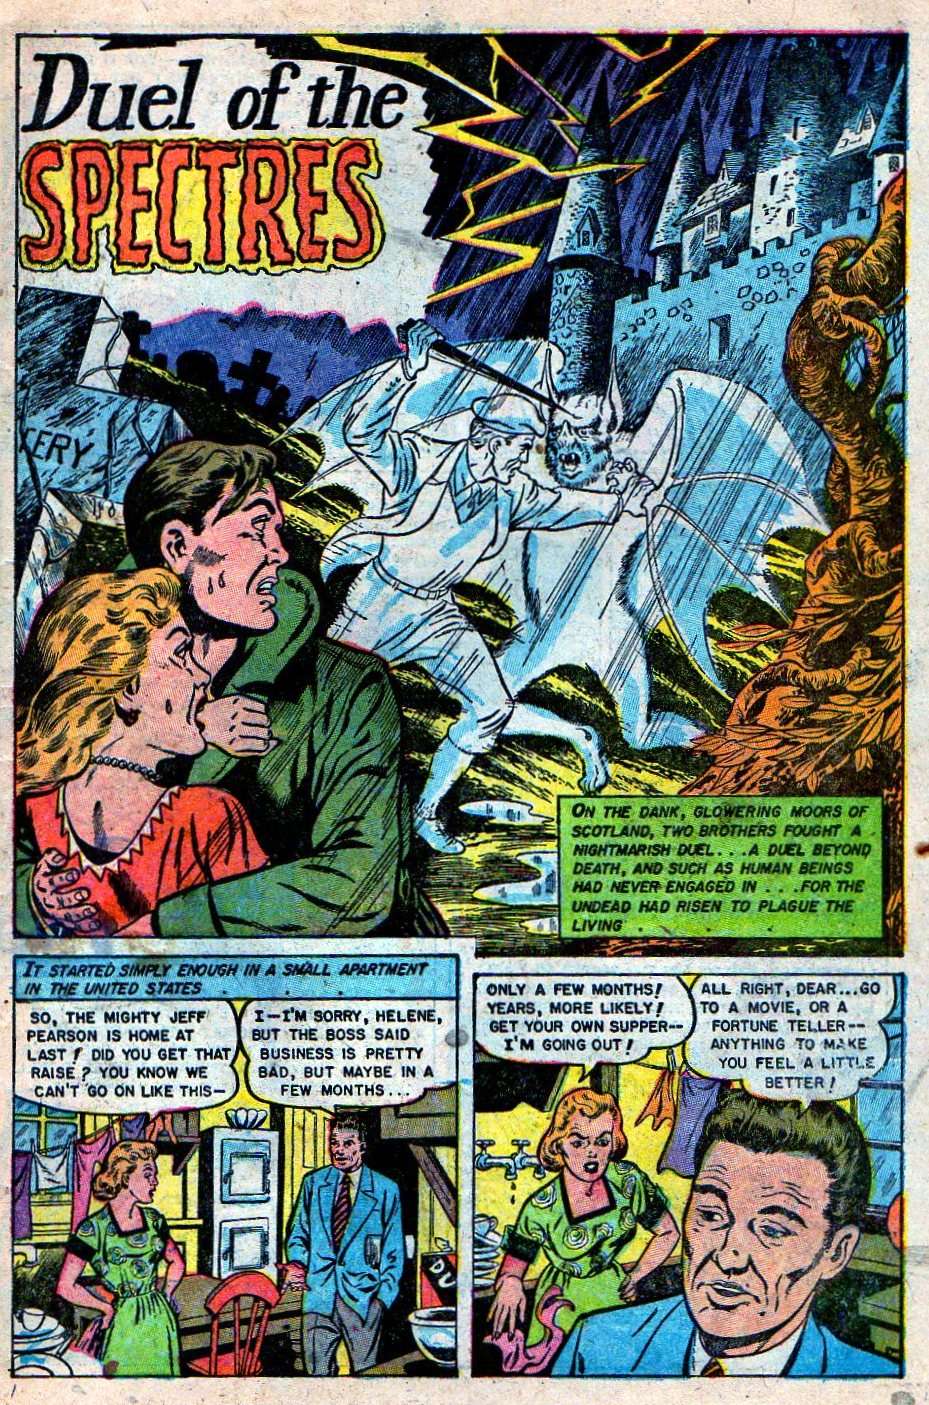 Duel of the
SPECTRES
KERY
ON THE DANK, GLOWERING MOORS OF
SCOTLAND, TWO BROTHERS FOUGHT A
NIGHTMARISH DUEL... A DUEL BEYOND
DEATH, AND SUCH AS HUMAN BEINGS
HAD NEVER ENGAGED IN . . . FOR THE
UNDEAD HAD RISEN TO PLAGUE THE
LIVING . . .
IT STARTED SIMPLY ENOUGH IN A SMALL APARTMENT
IN THE UNITED STATES . . .
SO, THE MIGHTY JEFF
PEARSON IS HOME AT
LAST! DID YOU GET THAT
RAISE? YOU KNOW WE
CAN'T GO ON LIKE THIS—
I—I'M SORRY, HELENE,
BUT THE BOSS SAID
BUSINESS IS PRETTY
BAD, BUT MAYBE IN A
FEW MONTHS...
DU
ONLY A FEW MONTHS!
YEARS, MORE LIKELY!
GET YOUR OWN SUPPER--
I'M GOING OUT!
ALL RIGHT, DEAR...GO
TO A MOVIE, OR A
FORTUNE TELLER--
ANYTHING TO MAKE
YOU FEEL A LITTLE
BETTER!